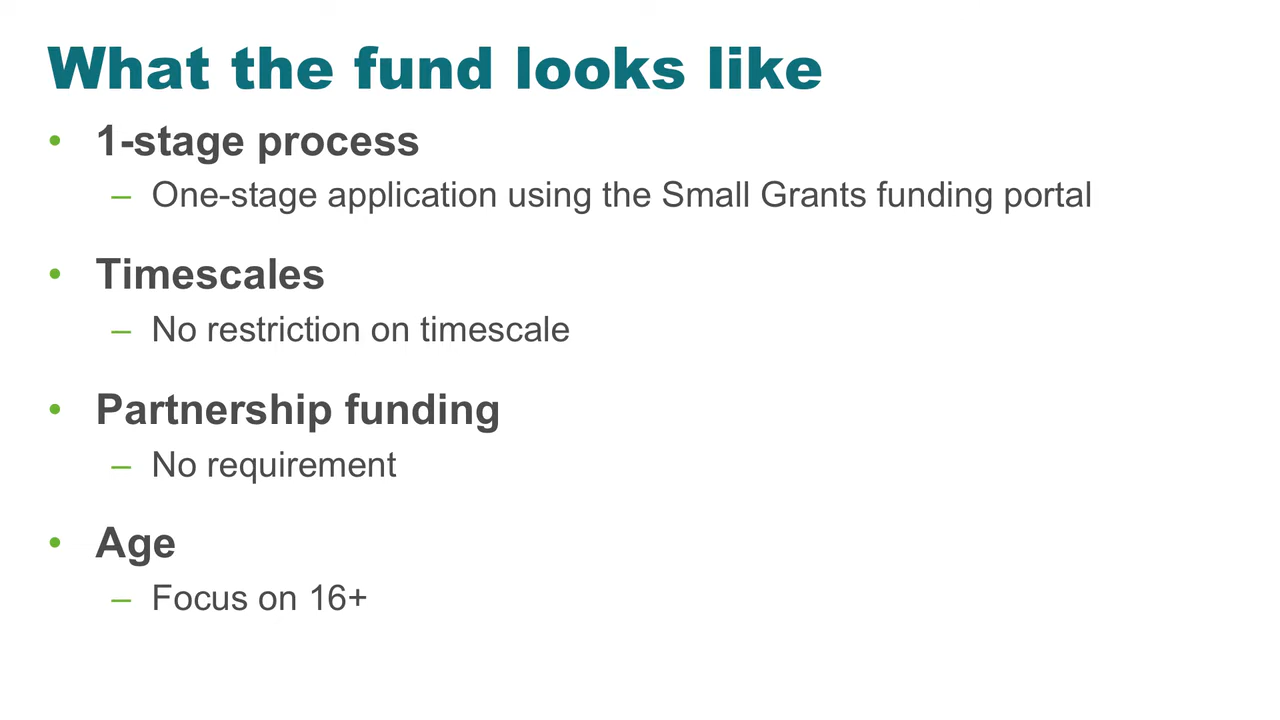 What the fund looks like
• 1-stage process
– One-stage application using the Small Grants funding portal
• Timescales
– No restriction on timescale
• Partnership funding
– No requirement
• Age
– Focus on 16+